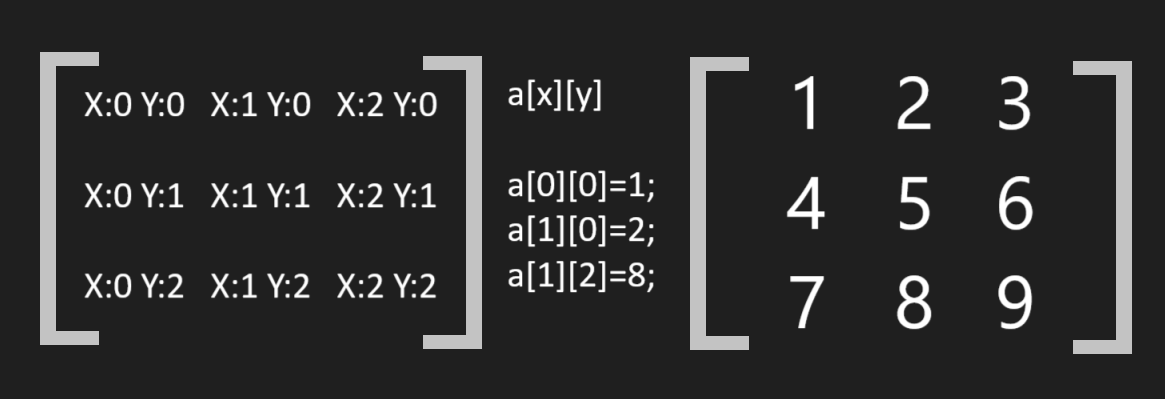 X:0 Y:0 X:1 Y:0 X:2 Y:0
X:0 Y:1 X:1 Y:1 X:2 Y:1
X:0 Y:2 X:1 Y:2 X:2 Y:2
a[x][y]
a[0][0]=1;
a[1][0]=2;
a[1][2]=8;
1 2 3
4 5 6
7 8 9